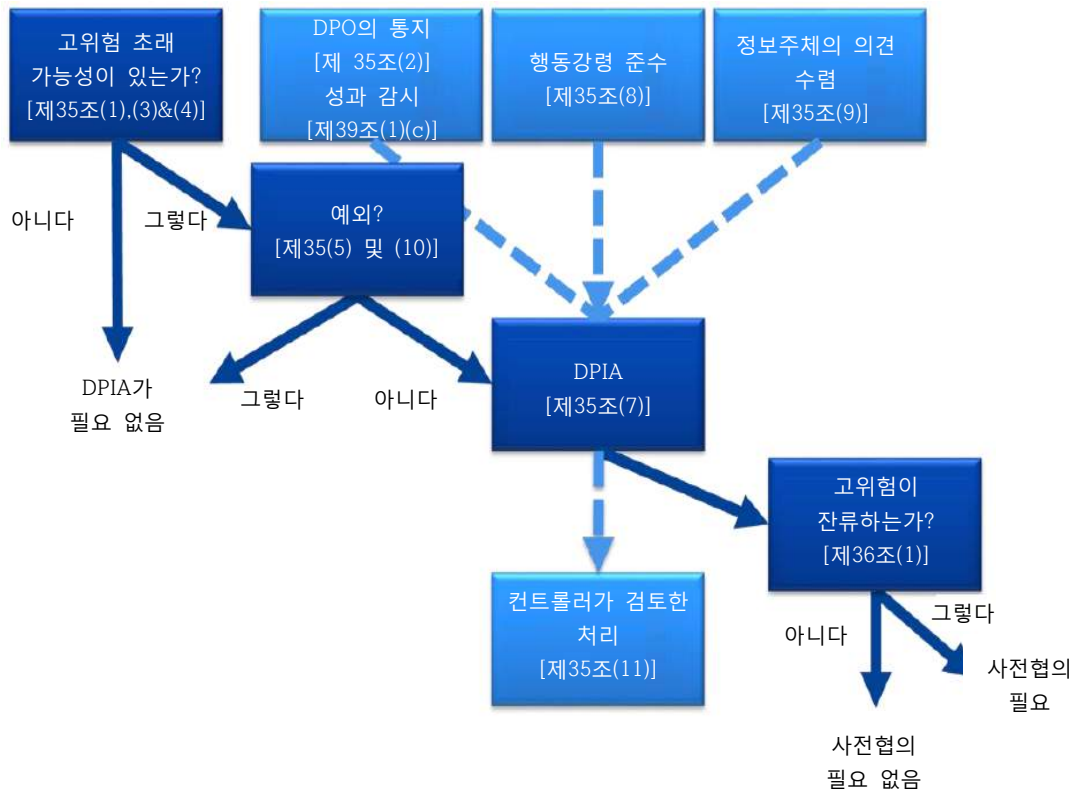 고위험 초래
가능성이 있는가?
[제35조(1),(3)&(4)]
DPO의 통지
[제 35조(2)]
성과 감시
[제39조(1)(c)]
행동강령 준수
[제35조(8)]
정보주체의 의견
수렴
[제35조(9)]
아니다
그렇다
예외?
[제35(5) 및 (10)]
DPIA가
필요 없음
그렇다
아니다
DPIA
[제35조(7)]
고위험이
잔류하는가?
[제36조(1)]
컨트롤러가 검토한
처리
[제35조(11)]
아니다
그렇다
사전협의
필요
사전협의
필요 없음